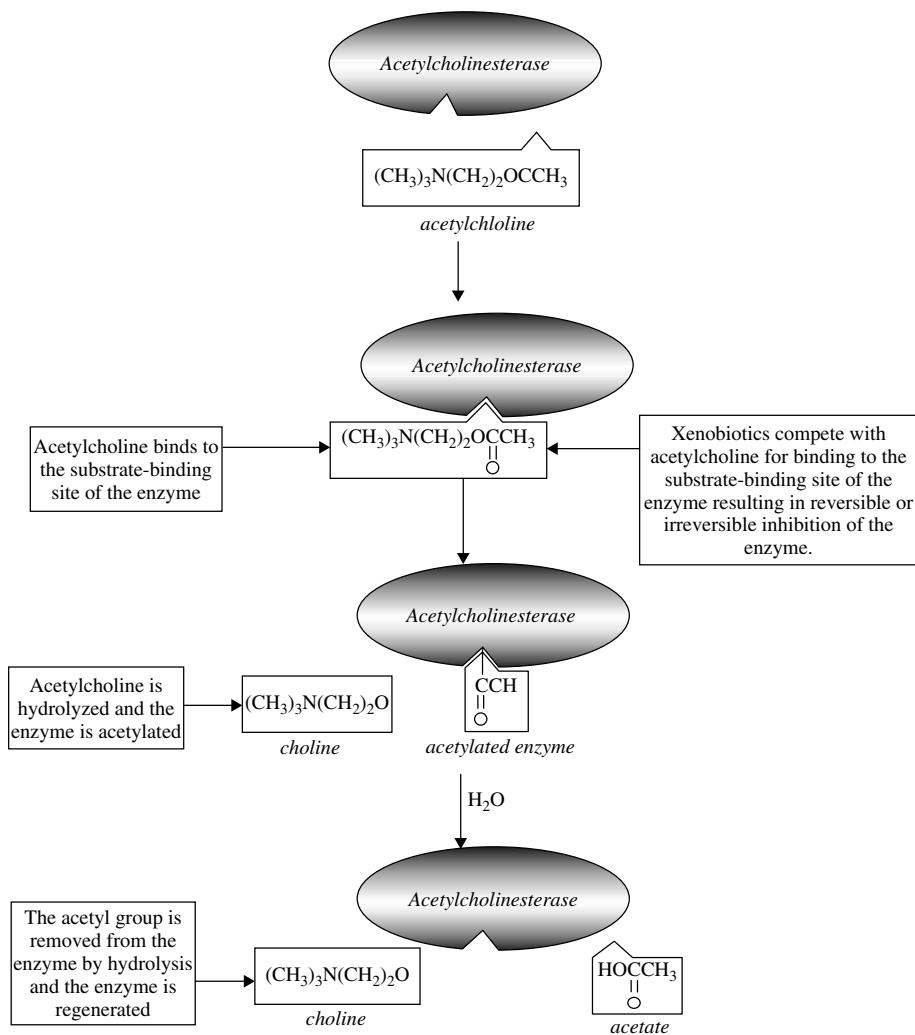 Acetylcholinesterase
(CH₃)₃N(CH₂)₂OCCH₃
acetylchloline
Acetylcholinesterase
(CH₃)₃N(CH₂)₂OCCH₃
O
Acetylcholine binds to
the substrate-binding
site of the enzyme
Xenobiotics compete with
acetylcholine for binding to the
substrate-binding site of the
enzyme resulting in reversible or
irreversible inhibition of the
enzyme.
Acetylcholinesterase
Acetylcholine is
hydrolyzed and the
enzyme is acetylated
(CH₃)₃N(CH₂)₂O
choline
CCH
O
acetylated enzyme
H₂O
Acetylcholinesterase
The acetyl group is
removed from the
enzyme by hydrolysis
and the enzyme is
regenerated
(CH₃)₃N(CH₂)₂O
choline
HOCCH₃
O
acetate